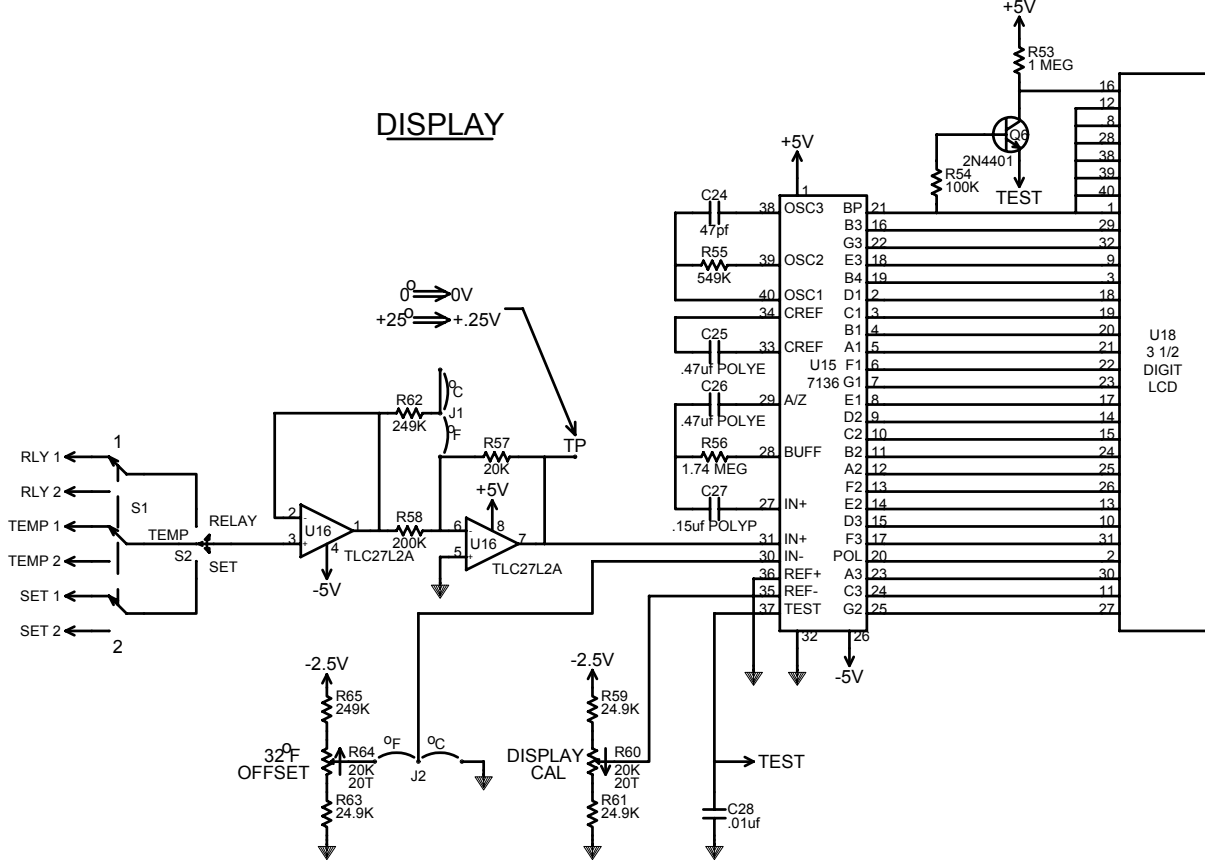 DISPLAY
+5V
R53
1 MEG
Q6
2N4401
R54
100K
TEST
16
12
8
28
38
39
40
1
29
32
9
3
18
19
20
21
22
23
17
14
15
24
25
26
13
10
31
2
30
11
27
U18
3 1/2
DIGIT
LCD
+5V
1
C24
47pf
R55
549K
C25
.47uf POLYE
C26
.47uf POLYE
R56
1.74 MEG
C27
.15uf POLYP
38 OSC3
39 OSC2
40 OSC1
34 CREF
33 CREF
29 A/Z
28 BUFF
27 IN+
31 IN+
30 IN-
36 REF+
35 REF-
37 TEST
U15
7136
BP 21
B3 16
G3 22
E3 18
B4 19
D1 2
C1 3
B1 4
A1 5
F1 6
G1 7
E1 8
D2 9
C2 10
B2 11
A2 12
F2 13
E2 14
D3 15
F3 17
POL 20
A3 23
C3 24
G2 25
32
26
-5V
0° 0V
+25° +.25V
TP
R62
249K
°C
J1
°F
R57
20K
+5V
R58
200K
2
-
3
+
1
U16
4
TLC27L2A
-5V
6
-
5
+
8
7
U16
TLC27L2A
1
RLY 1
RLY 2
TEMP 1
TEMP 2
SET 1
SET 2
2
S1
TEMP
RELAY
S2
SET
-2.5V
R65
249K
32°F
OFFSET
R64
20K
20T
R63
24.9K
°F
°C
J2
-2.5V
R59
24.9K
DISPLAY
CAL
R60
20K
20T
R61
24.9K
TEST
C28
.01uf